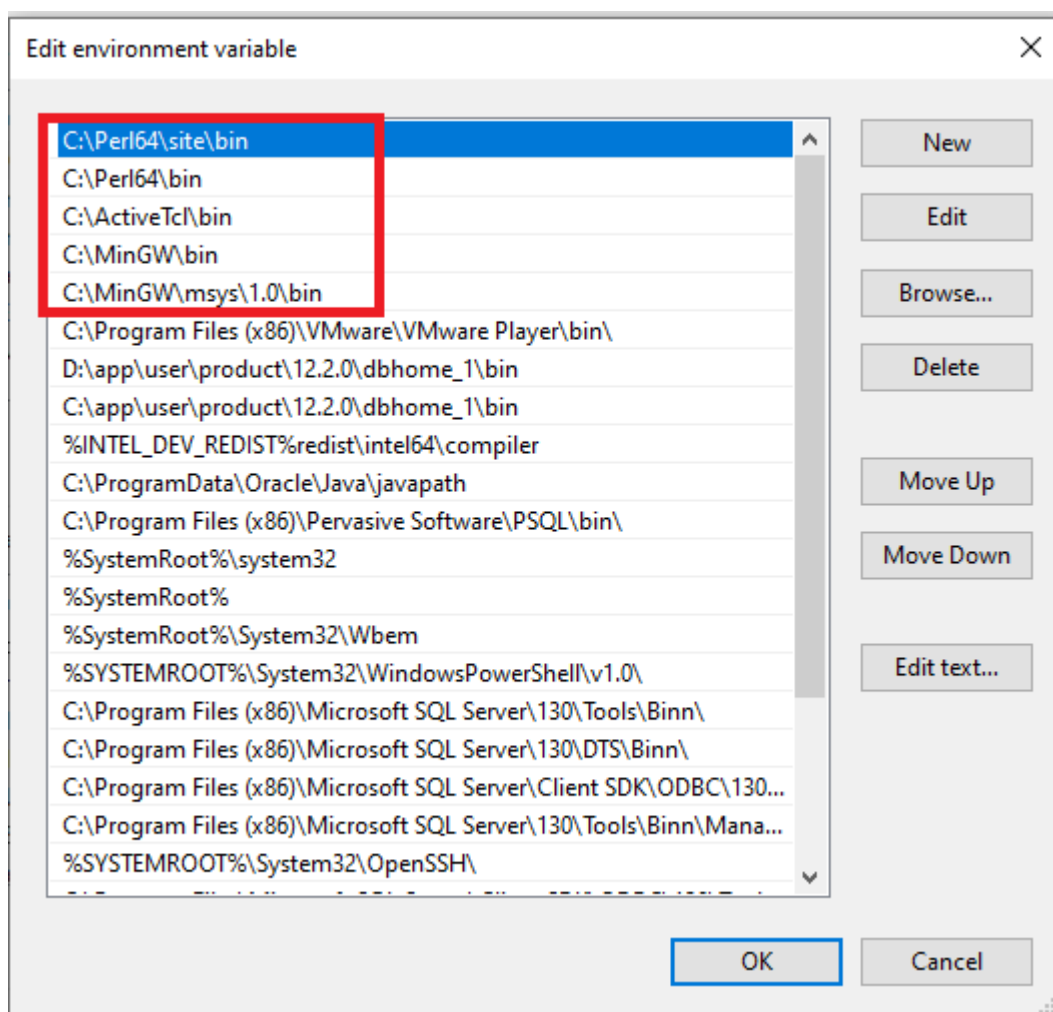 Edit environment variable
C:\Perl64\site\bin
C:\Perl64\bin
C:\ActiveTcl\bin
C:\MinGW\bin
C:\MinGW\msys\1.0\bin
C:\Program Files (x86)\VMware\VMware Player\bin\
D:\app\user\product\12.2.0\dbhome_1\bin
C:\app\user\product\12.2.0\dbhome_1\bin
%INTEL_DEV_REDIST%redist\intel64\compiler
C:\ProgramData\Oracle\Java\javapath
C:\Program Files (x86)\Pervasive Software\PSQL\bin\
%SystemRoot%\system32
%SystemRoot%
%SystemRoot%\System32\Wbem
%SYSTEMROOT%\System32\WindowsPowerShell\v1.0\
C:\Program Files (x86)\Microsoft SQL Server\130\Tools\Binn\
C:\Program Files (x86)\Microsoft SQL Server\130\DTS\Binn\
C:\Program Files (x86)\Microsoft SQL Server\Client SDK\ODBC\130...
C:\Program Files (x86)\Microsoft SQL Server\130\Tools\Binn\Mana...
%SYSTEMROOT%\System32\OpenSSH\
New
Edit
Browse...
Delete
Move Up
Move Down
Edit text...
OK
Cancel